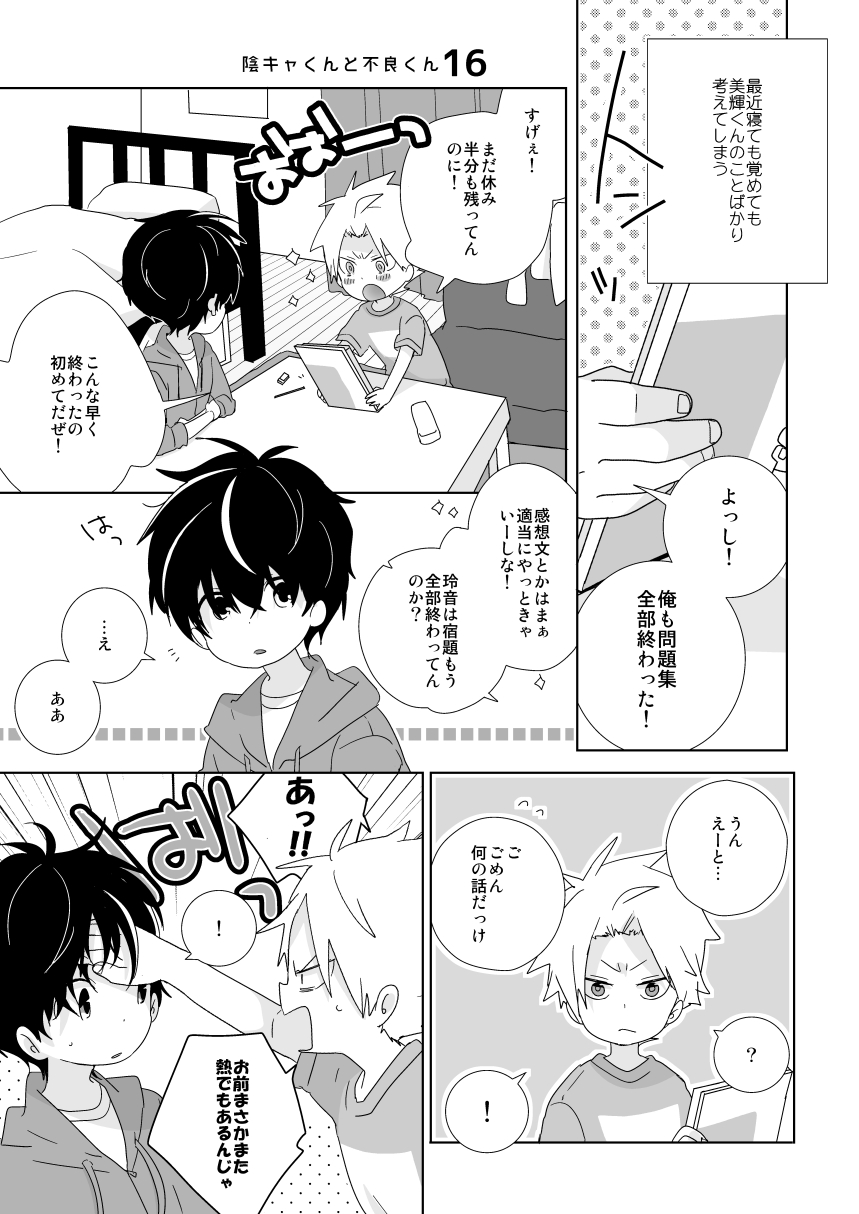 陰キャくんと不良くん16
最近寝ても覚めても
美輝くんのことばかり
考えてしまう
トン
よっし！
俺も問題集
全部終わった！
すげぇ！
まだ休み
半分も残ってん
のに！
おおーっ
こんな早く
終わったの
初めてだぜ！
感想文とかはまぁ
適当にやっときゃ
いーしな！
玲音は宿題もう
全部終わってん
のか？
はっ
…え
ああ
うん
えーと…
ご
ごめん
何の話だっけ
？
！
あっ!!
ばっ
！
お前まさかまた
熱でもあるんじゃ